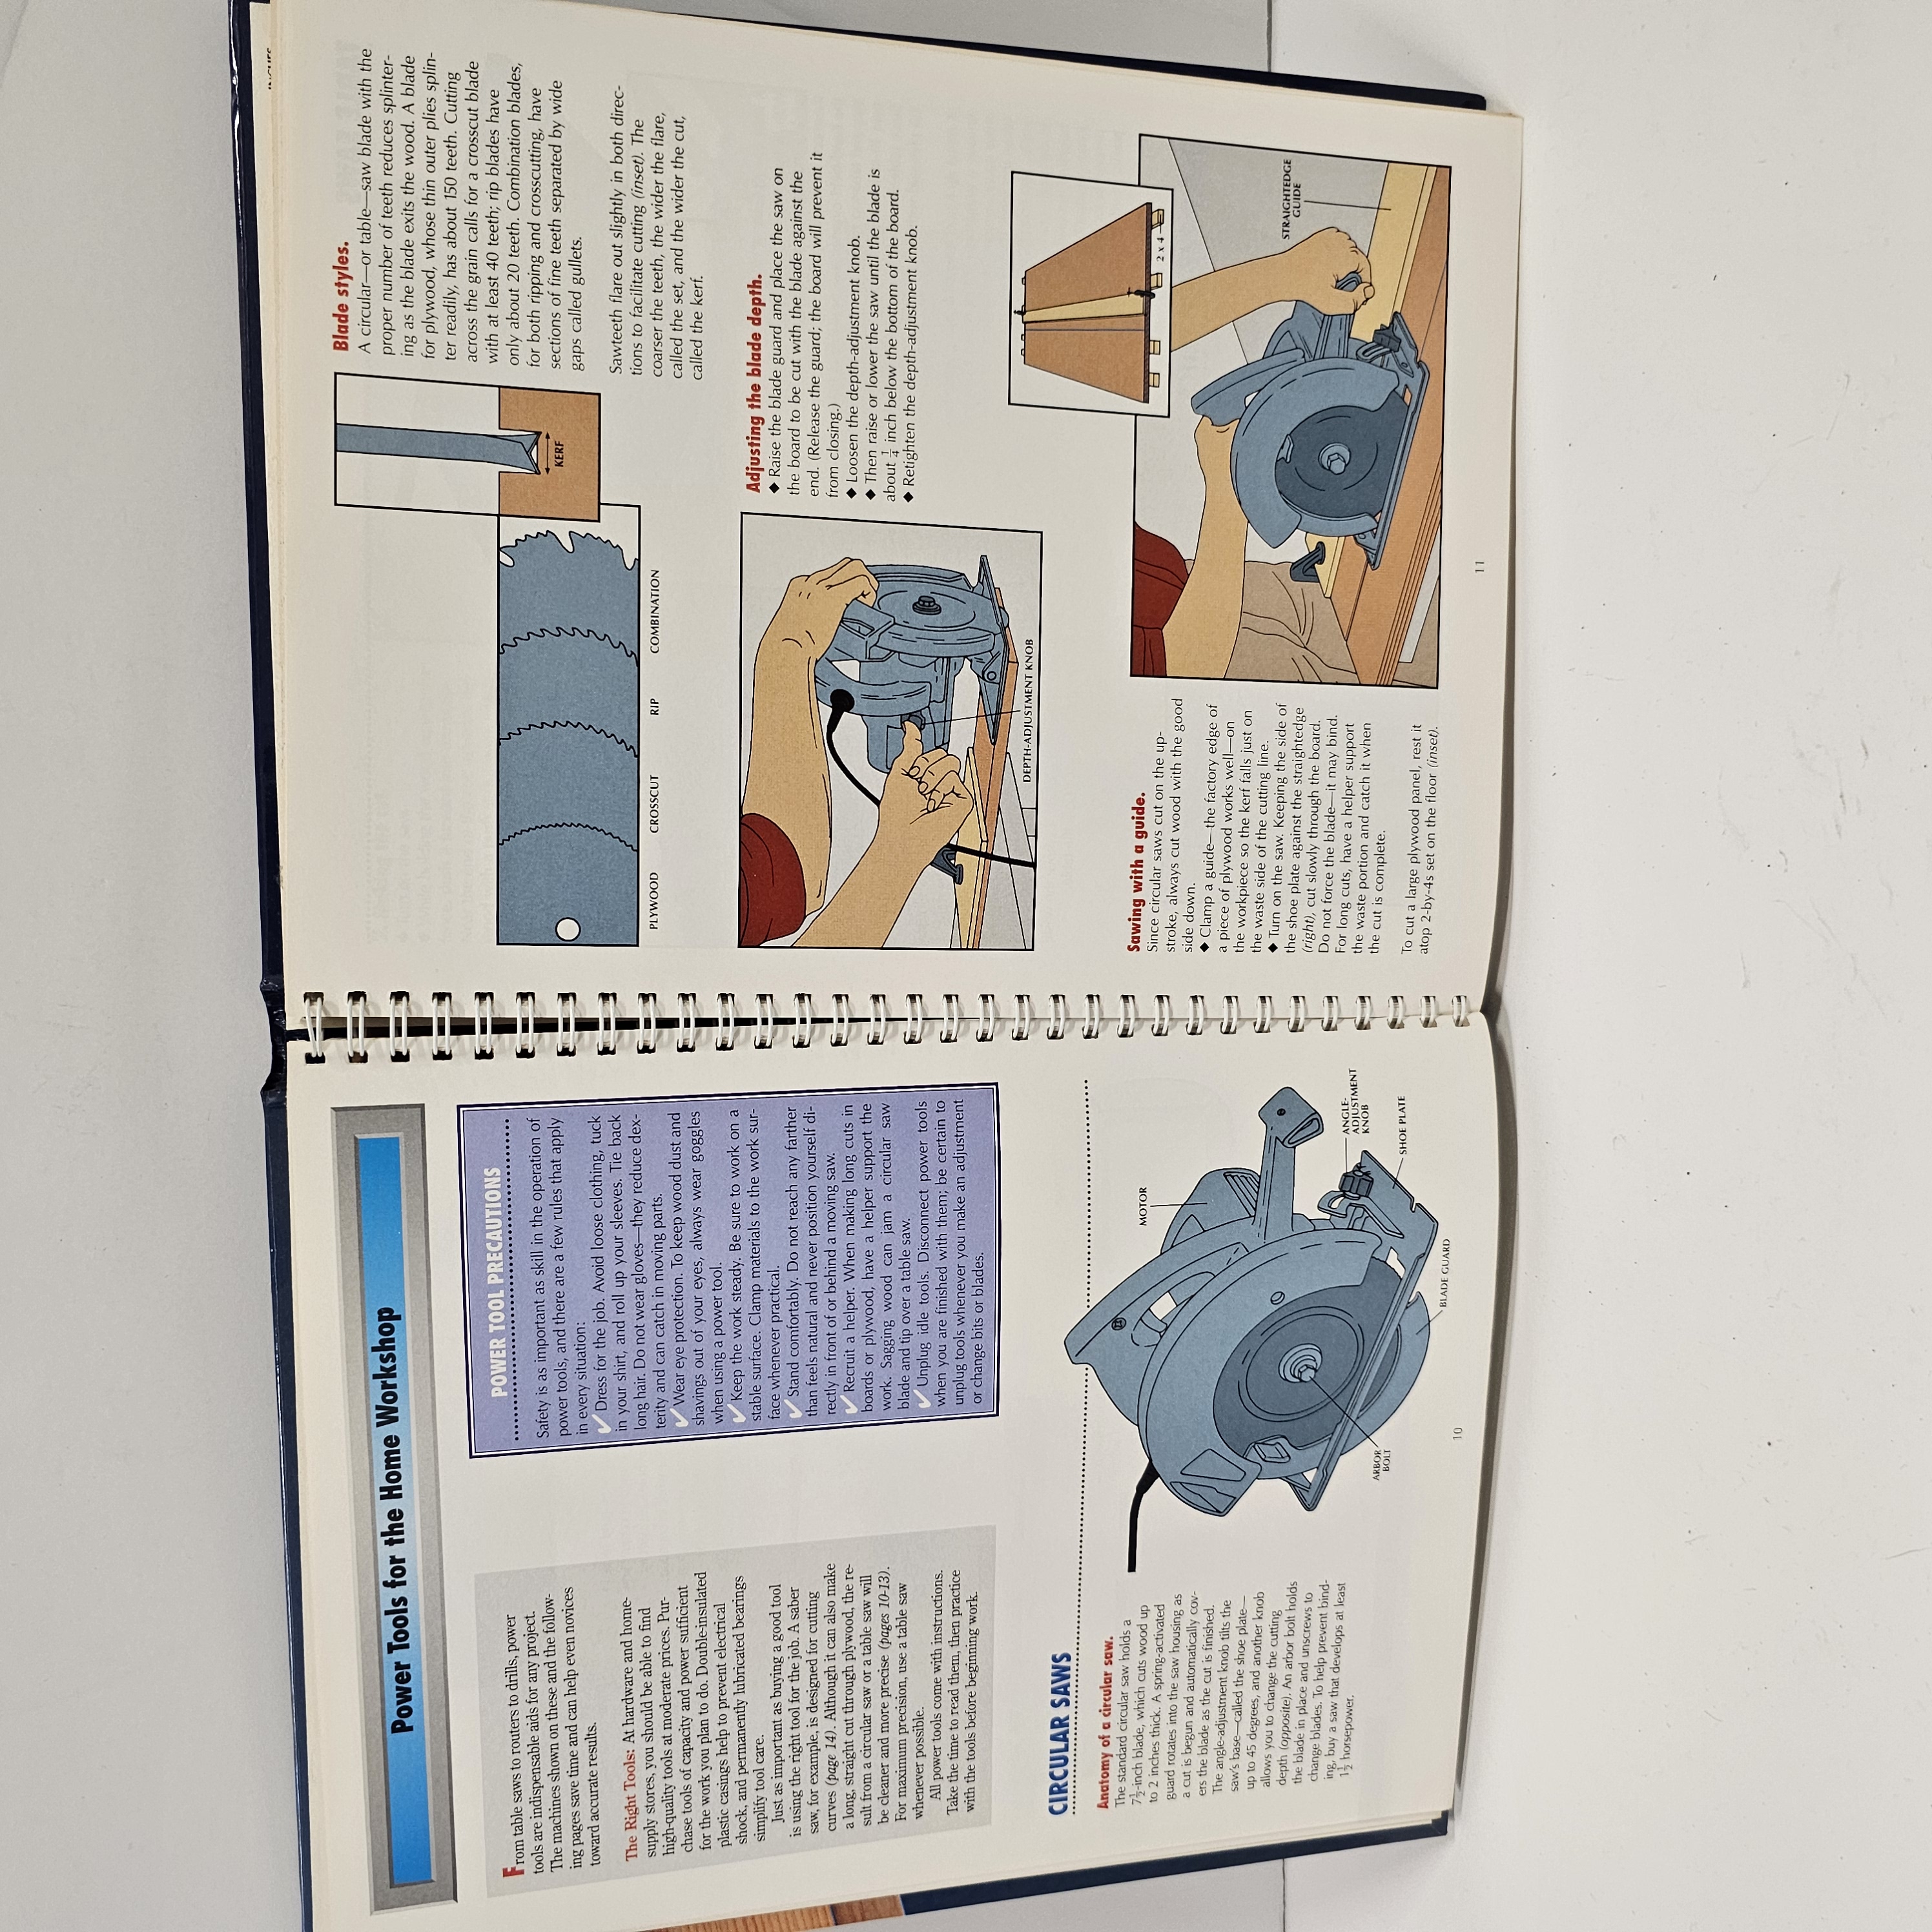 Power Tools for the Home Workshop
From table saws to routers to drills, power
tools are indispensable aids for any project.
The machines shown on these and the follow-
ing pages save time and can help even novices
toward accurate results.
The Right Tools: At hardware and home-
supply stores, you should be able to find
high-quality tools at moderate prices. Pur-
chase tools of capacity and power sufficient
for the work you plan to do. Double-insulated
plastic casings help to prevent electrical
shock, and permanently lubricated bearings
simplify tool care.
Just as important as buying a good tool
is using the right tool for the job. A saber
saw, for example, is designed for cutting
curves (page 14). Although it can also make
a long, straight cut through plywood, the re-
sult from a circular saw or a table saw will
be cleaner and more precise (pages 10-13).
For maximum precision, use a table saw
whenever possible.
All power tools come with instructions.
Take the time to read them, then practice
with the tools before beginning work.
POWER TOOL PRECAUTIONS
Safety is as important as skill in the operation of
power tools, and there are a few rules that apply
in every situation:
✔ Dress for the job. Avoid loose clothing, tuck
in your shirt, and roll up your sleeves. Tie back
long hair. Do not wear gloves—they reduce dex-
terity and can catch in moving parts.
✔ Wear eye protection. To keep wood dust and
shavings out of your eyes, always wear goggles
when using a power tool.
✔ Keep the work steady. Be sure to work on a
stable surface. Clamp materials to the work sur-
face whenever practical.
✔ Stand comfortably. Do not reach any farther
than feels natural and never position yourself di-
rectly in front of or behind a moving saw.
✔ Recruit a helper. When making long cuts in
boards or plywood, have a helper support the
work. Sagging wood can jam a circular saw
blade and tip over a table saw.
✔ Unplug idle tools. Disconnect power tools
when you are finished with them; be certain to
unplug tools whenever you make an adjustment
or change bits or blades.
CIRCULAR SAWS
Anatomy of a circular saw.
The standard circular saw holds a
7½-inch blade, which cuts wood up
to 2 inches thick. A spring-activated
guard rotates into the saw housing as
a cut is begun and automatically cov-
ers the blade as the cut is finished.
The angle-adjustment knob tilts the
saw's base—called the shoe plate—
up to 45 degrees, and another knob
allows you to change the cutting
depth (opposite). An arbor bolt holds
the blade in place and unscrews to
change blades. To help prevent bind-
ing, buy a saw that develops at least
1½ horsepower.
MOTOR
ANGLE-
ADJUSTMENT
KNOB
ARBOR
BOLT
SHOE PLATE
BLADE GUARD
10
INCHES
Blade styles.
A circular—or table—saw blade with the
proper number of teeth reduces splinter-
ing as the blade exits the wood. A blade
for plywood, whose thin outer plies splin-
ter readily, has about 150 teeth. Cutting
across the grain calls for a crosscut blade
with at least 40 teeth; rip blades have
only about 20 teeth. Combination blades,
for both ripping and crosscutting, have
sections of fine teeth separated by wide
gaps called gullets.
Sawteeth flare out slightly in both direc-
tions to facilitate cutting (inset). The
coarser the teeth, the wider the flare,
called the set, and the wider the cut,
called the kerf.
KERF
PLYWOOD CROSSCUT RIP COMBINATION
Adjusting the blade depth.
◆ Raise the blade guard and place the saw on
the board to be cut with the blade against the
end. (Release the guard; the board will prevent it
from closing.)
◆ Loosen the depth-adjustment knob.
◆ Then raise or lower the saw until the blade is
about ¼ inch below the bottom of the board.
◆ Retighten the depth-adjustment knob.
DEPTH-ADJUSTMENT KNOB
Sawing with a guide.
Since circular saws cut on the up-
stroke, always cut wood with the good
side down.
◆ Clamp a guide—the factory edge of
a piece of plywood works well—on
the workpiece so the kerf falls just on
the waste side of the cutting line.
◆ Turn on the saw. Keeping the side of
the shoe plate against the straightedge
(right), cut slowly through the board.
Do not force the blade—it may bind.
For long cuts, have a helper support
the waste portion and catch it when
the cut is complete.
To cut a large plywood panel, rest it
atop 2-by-4s set on the floor (inset).
2 x 4
STRAIGHTEDGE
GUIDE
11